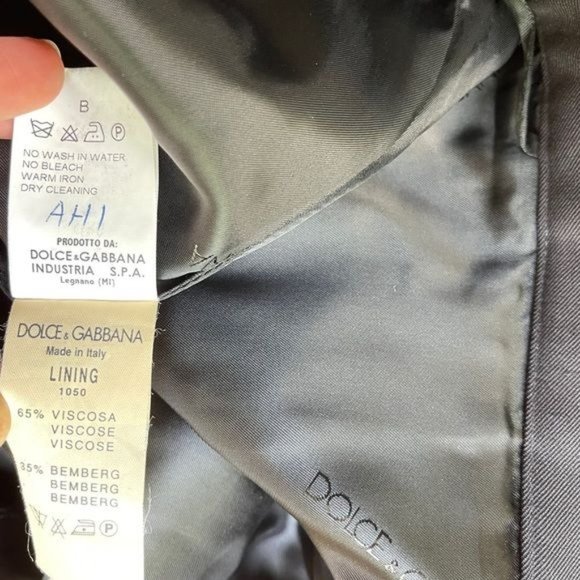 B
NO WASH IN WATER
NO BLEACH
WARM IRON
DRY CLEANING
AHI
PRODOTTO DA:
DOLCE&GABBANA
INDUSTRIA S.P.A.
Legnano (MI)
DOLCE&GABBANA
Made in Italy
LINING
1050
65% VISCOSA
VISCOSE
VISCOSE
35% BEMBERG
BEMBERG
BEMBERG
DOLCE&G